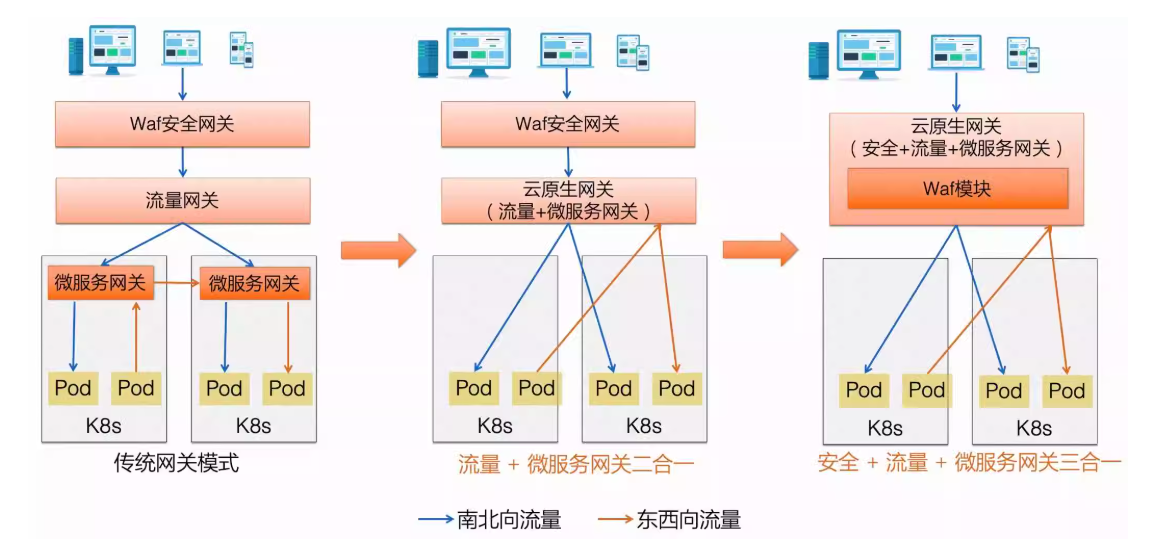 Waf安全网关
流量网关
微服务网关
微服务网关
Pod
Pod
Pod
Pod
K8s
K8s
传统网关模式
Waf安全网关
云原生网关
（流量+微服务网关）
Pod
Pod
Pod
Pod
K8s
K8s
流量 + 微服务网关二合一
云原生网关
（安全+流量+微服务网关）
Waf模块
Pod
Pod
Pod
Pod
K8s
K8s
安全 + 流量 + 微服务网关三合一
南北向流量
东西向流量